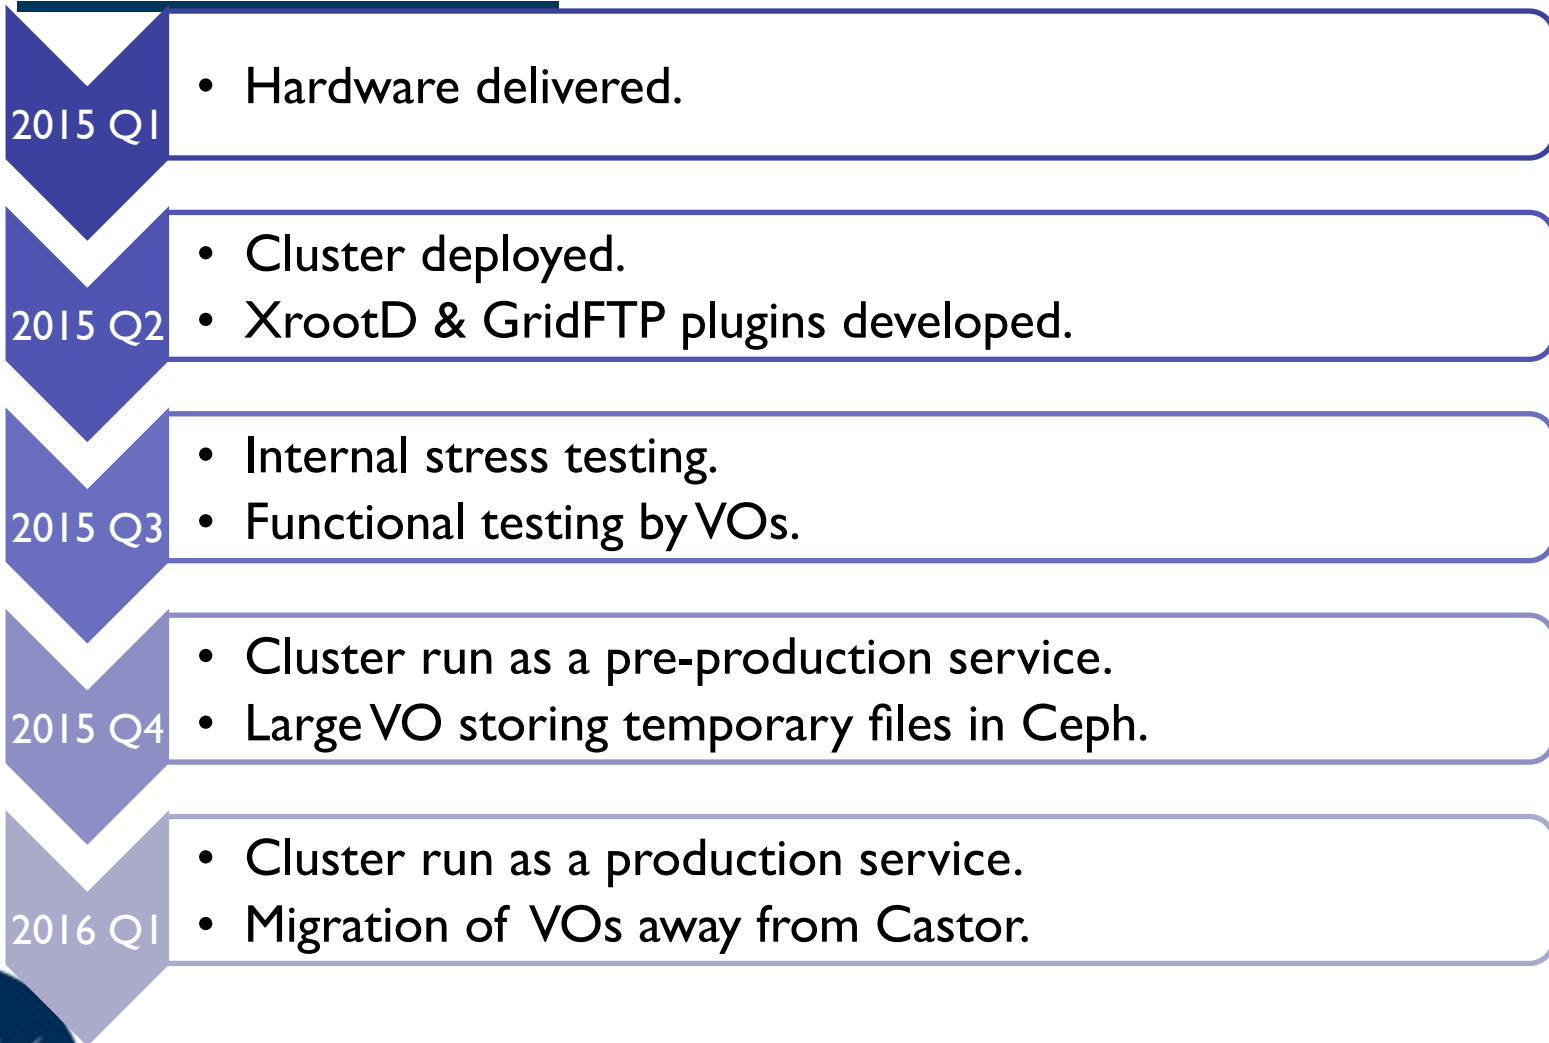 2015 Q1
• Hardware delivered.
2015 Q2
• Cluster deployed.
• XrootD & GridFTP plugins developed.
2015 Q3
• Internal stress testing.
• Functional testing by VOs.
2015 Q4
• Cluster run as a pre-production service.
• Large VO storing temporary files in Ceph.
2016 Q1
• Cluster run as a production service.
• Migration of VOs away from Castor.